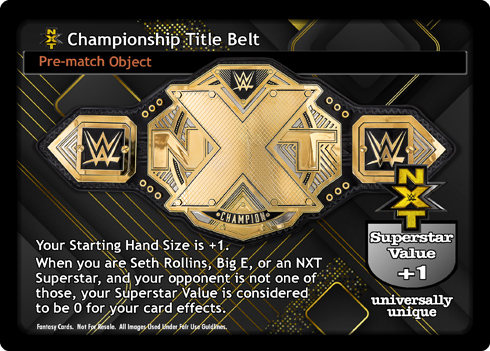 NXT Championship Title Belt
Pre-match Object
W
N X T
W
W
CHAMPION
NXT
Superstar
Value
+1
Your Starting Hand Size is +1.
When you are Seth Rollins, Big E, or an NXT
Superstar, and your opponent is not one of
those, your Superstar Value is considered
to be 0 for your card effects.
universally
unique
Fantasy Cards. Not For Resale. All Images Used Under Fair Use Guidlines.